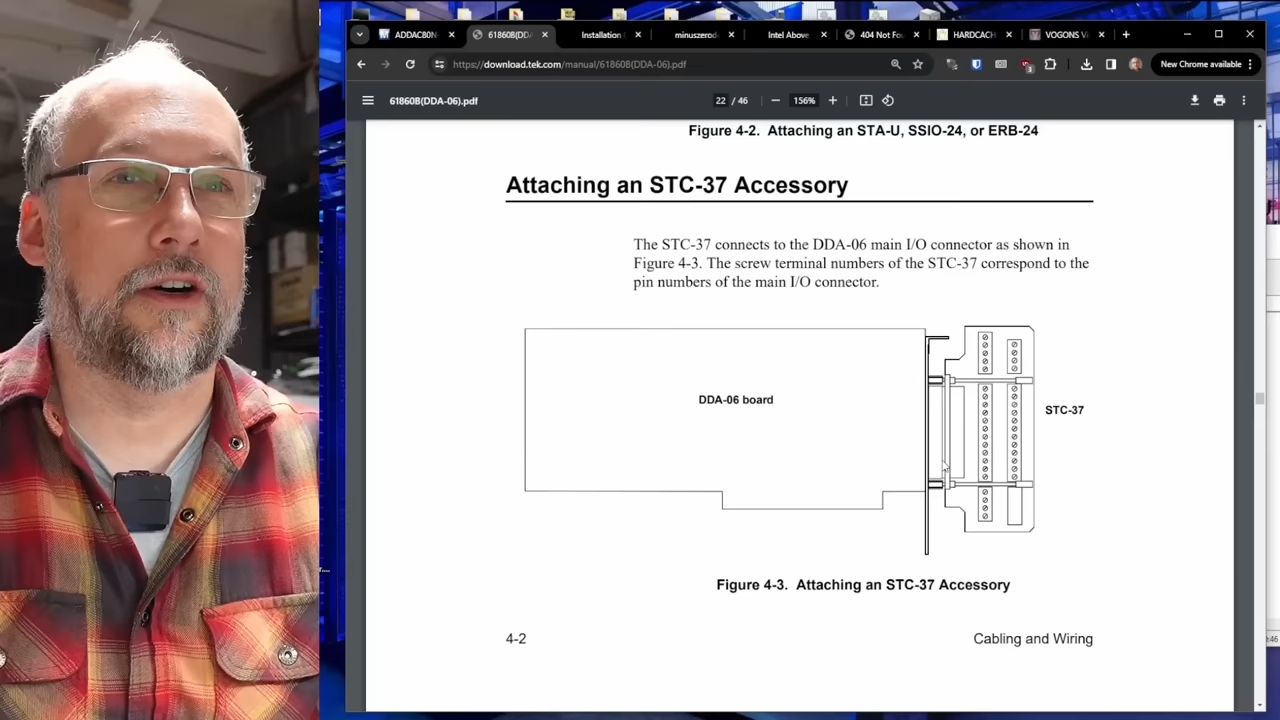 ADDAC80N-
61860B(DDA-
Installation
minuszerod
Intel Above
404 Not Fou
HARDCACH
VOGONS Vi
https://download.tek.com/manual/61860B(DDA-06).pdf
New Chrome available
61860B(DDA-06).pdf
22 / 46
156%
Figure 4-2. Attaching an STA-U, SSIO-24, or ERB-24
Attaching an STC-37 Accessory
The STC-37 connects to the DDA-06 main I/O connector as shown in
Figure 4-3. The screw terminal numbers of the STC-37 correspond to the
pin numbers of the main I/O connector.
DDA-06 board
STC-37
Figure 4-3. Attaching an STC-37 Accessory
4-2
Cabling and Wiring